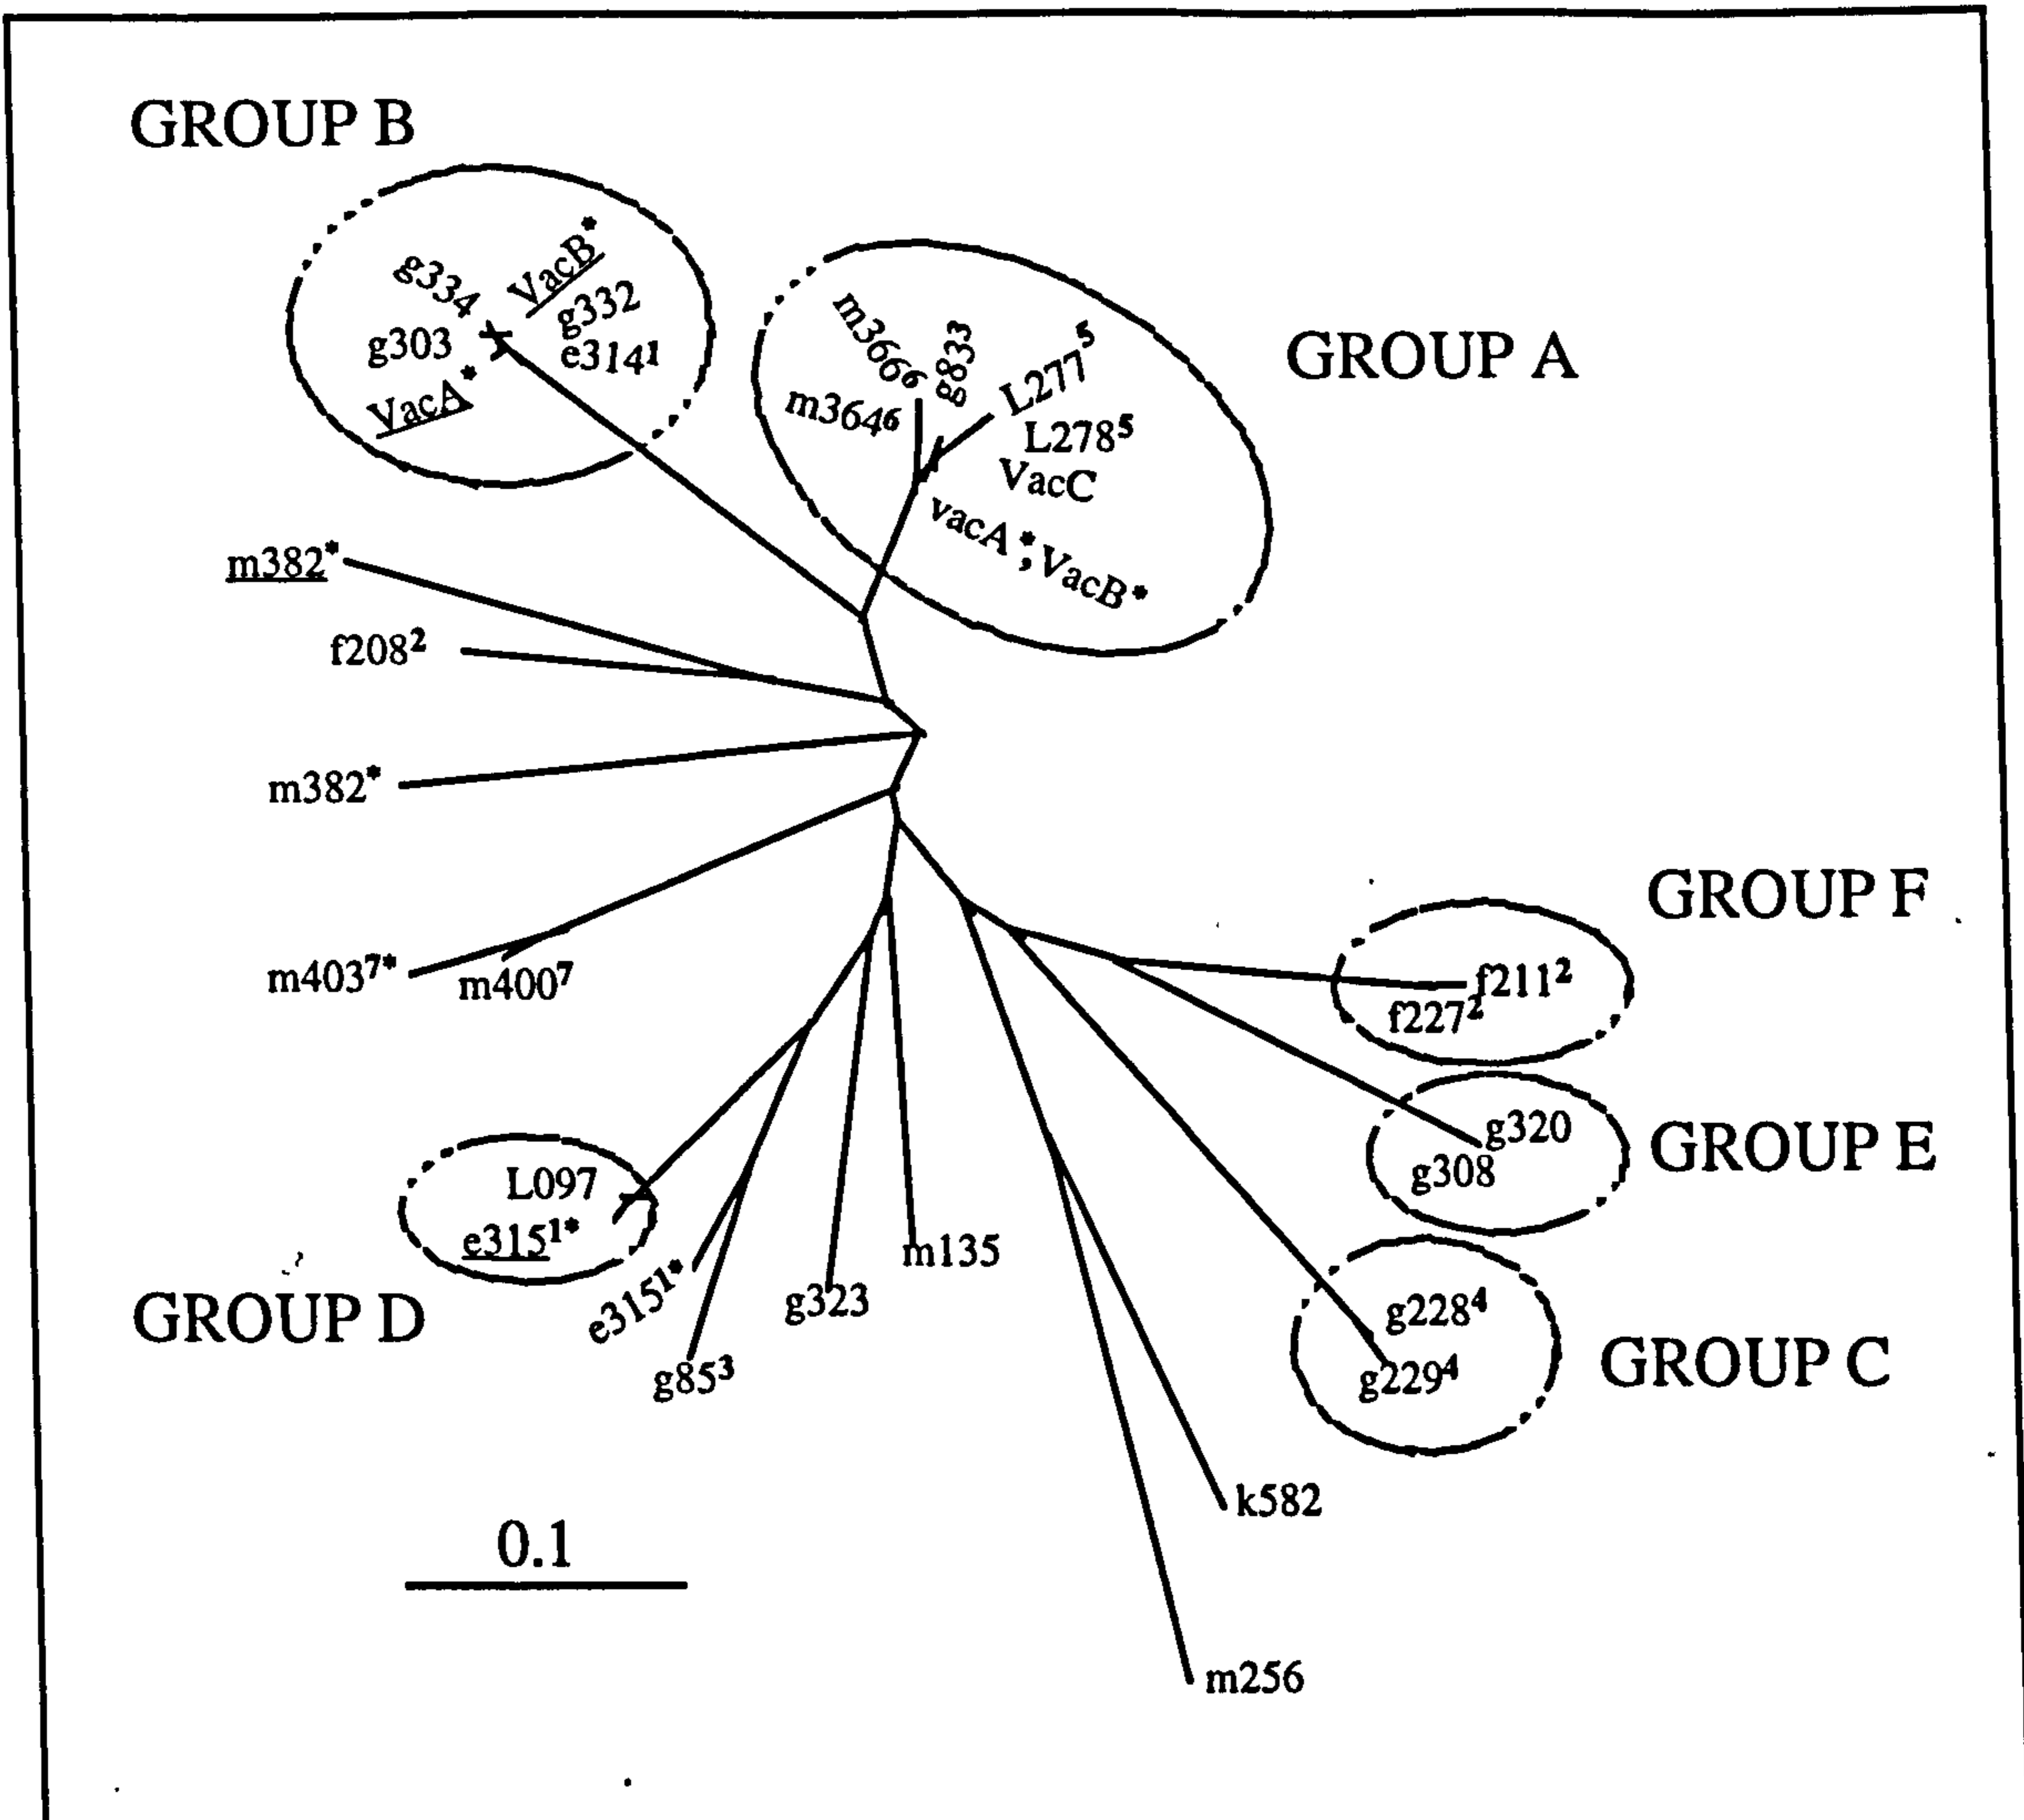 GROUP B
g334
VacB*
g332
g303
e314¹
VacA*
GROUP A
m366⁶
g83³
L277⁵
m364⁶
L278⁵
VacC
vacA*;VacB*
m382*
f208²
m382*
m403⁷*
m400⁷
GROUP F
f211²
f227²
g320
GROUP E
g308
L097
e315¹*
GROUP D
e315¹*
g85³
g323
m135
g228⁴
g229⁴
GROUP C
k582
0.1
m256